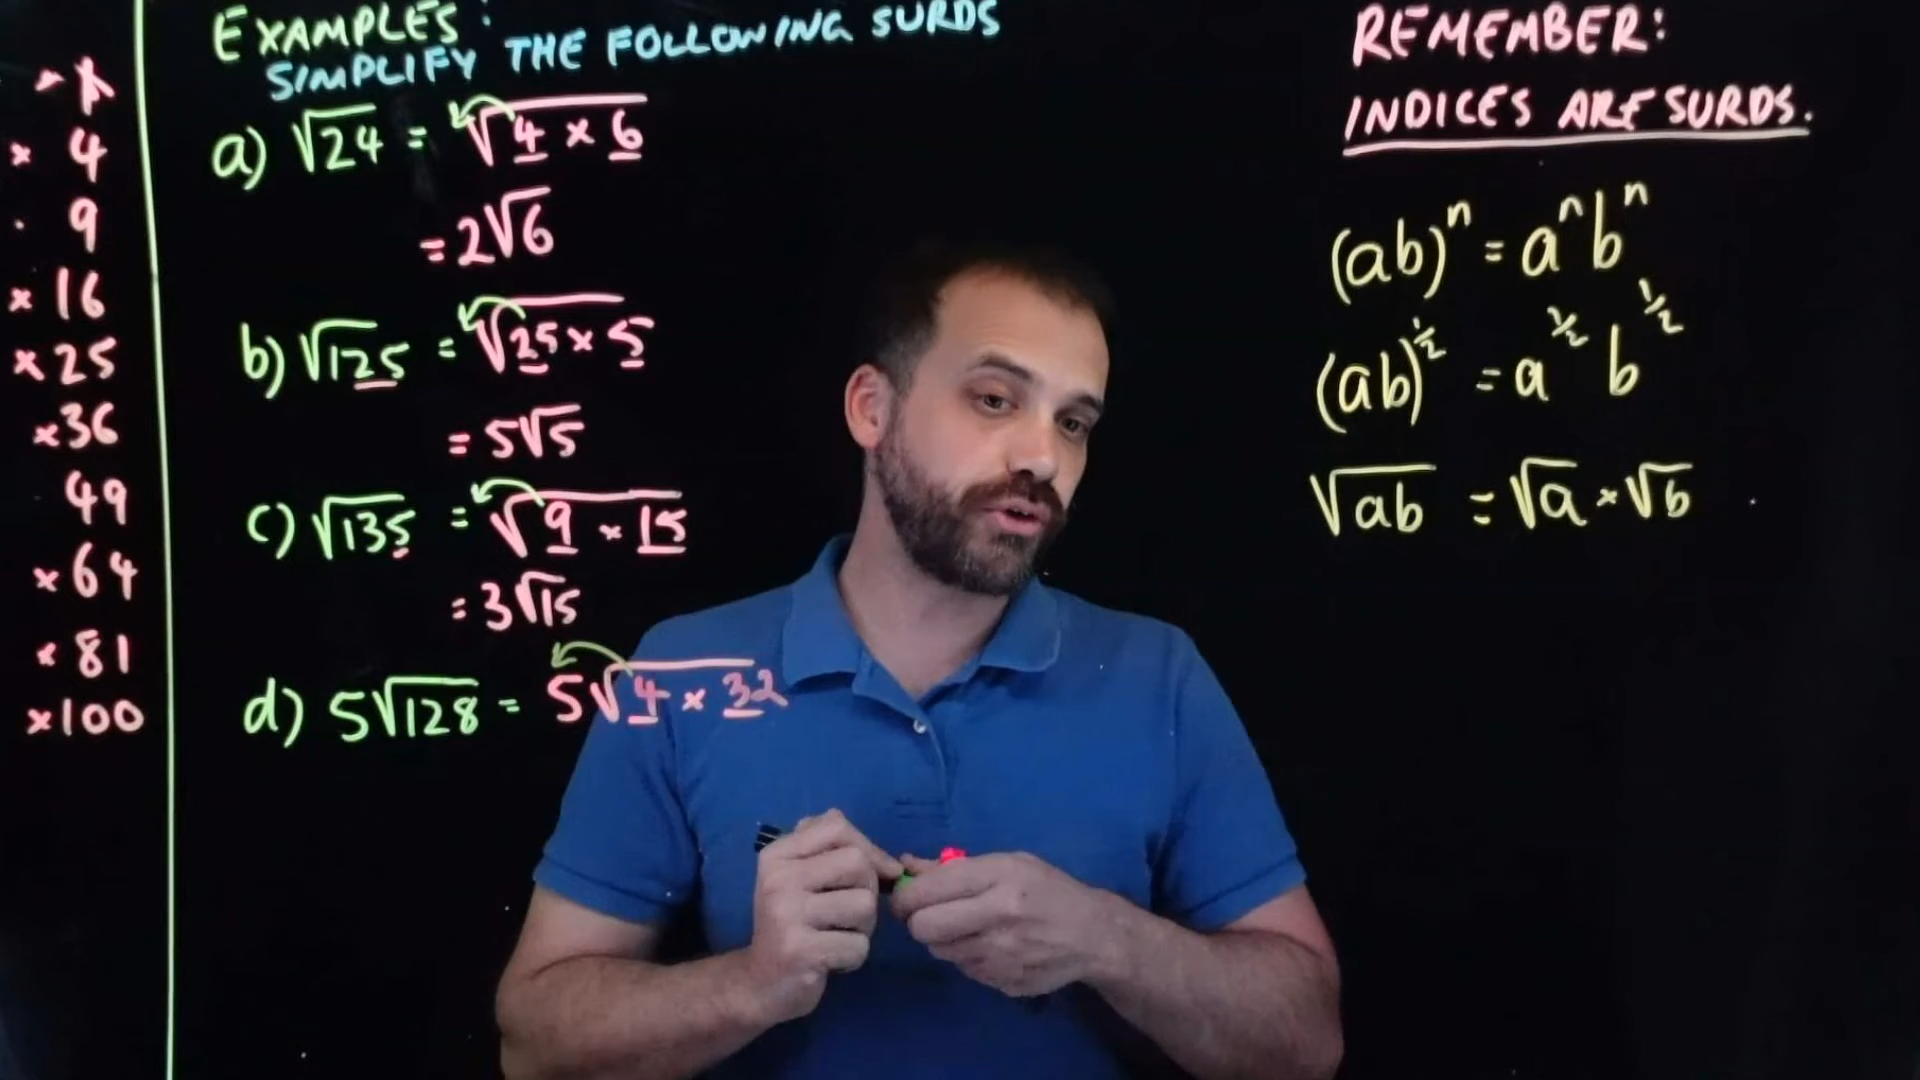 EXAMPLES:
SIMPLIFY THE FOLLOWING SURDS
× 4
9
× 16
× 25
× 36
49
× 64
× 81
× 100
a) √24 = √4 × 6
= 2√6
b) √125 = √25 × 5
= 5√5
c) √135 = √9 × 15
= 3√15
d) 5√128 = 5√4 × 32
REMEMBER:
INDICES ARE SURDS.
(ab)ⁿ = aⁿbⁿ
(ab)^½ = a^½ b^½
√ab = √a × √b